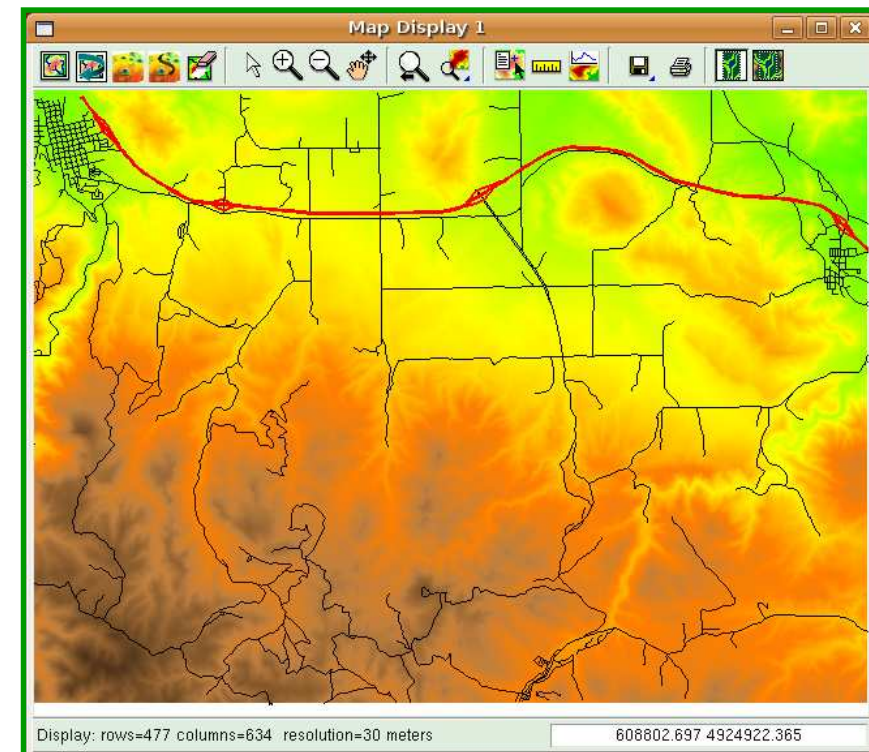 Map Display 1
Display: rows=477 columns=634 resolution=30 meters
608802.697 4924922.365